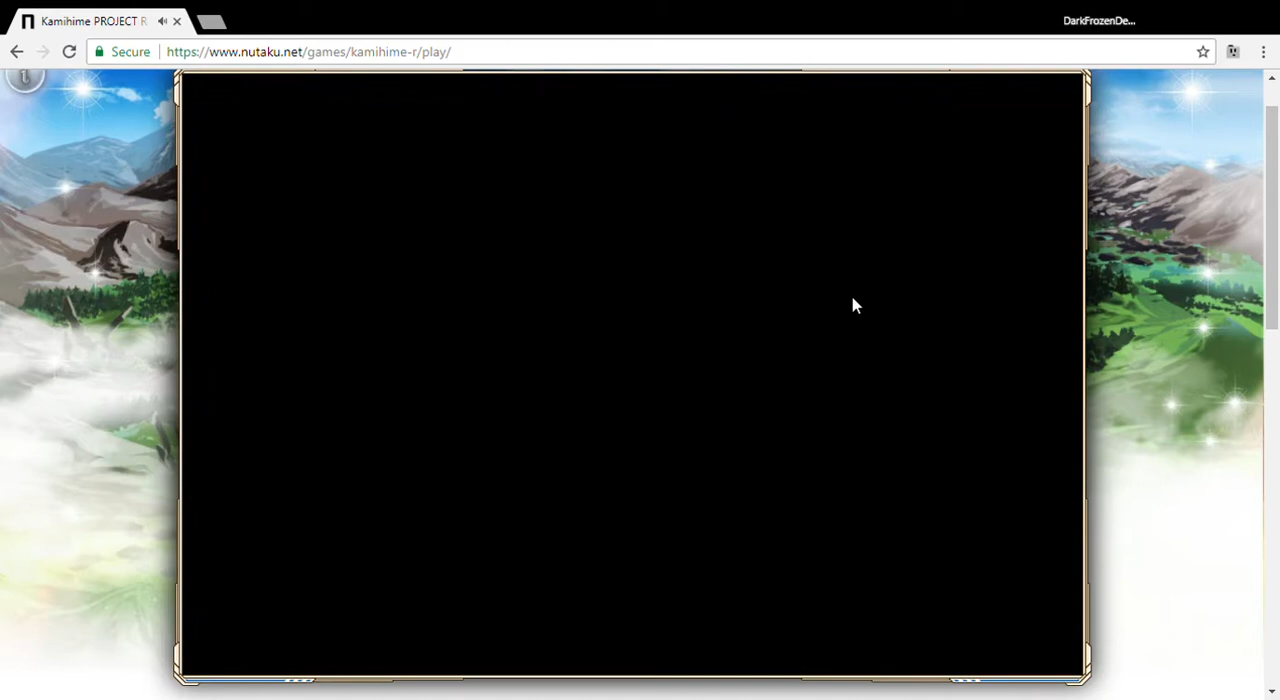 Kamihime PROJECT R
DarkFrozenDe...
Secure
https://www.nutaku.net/games/kamihime-r/play/